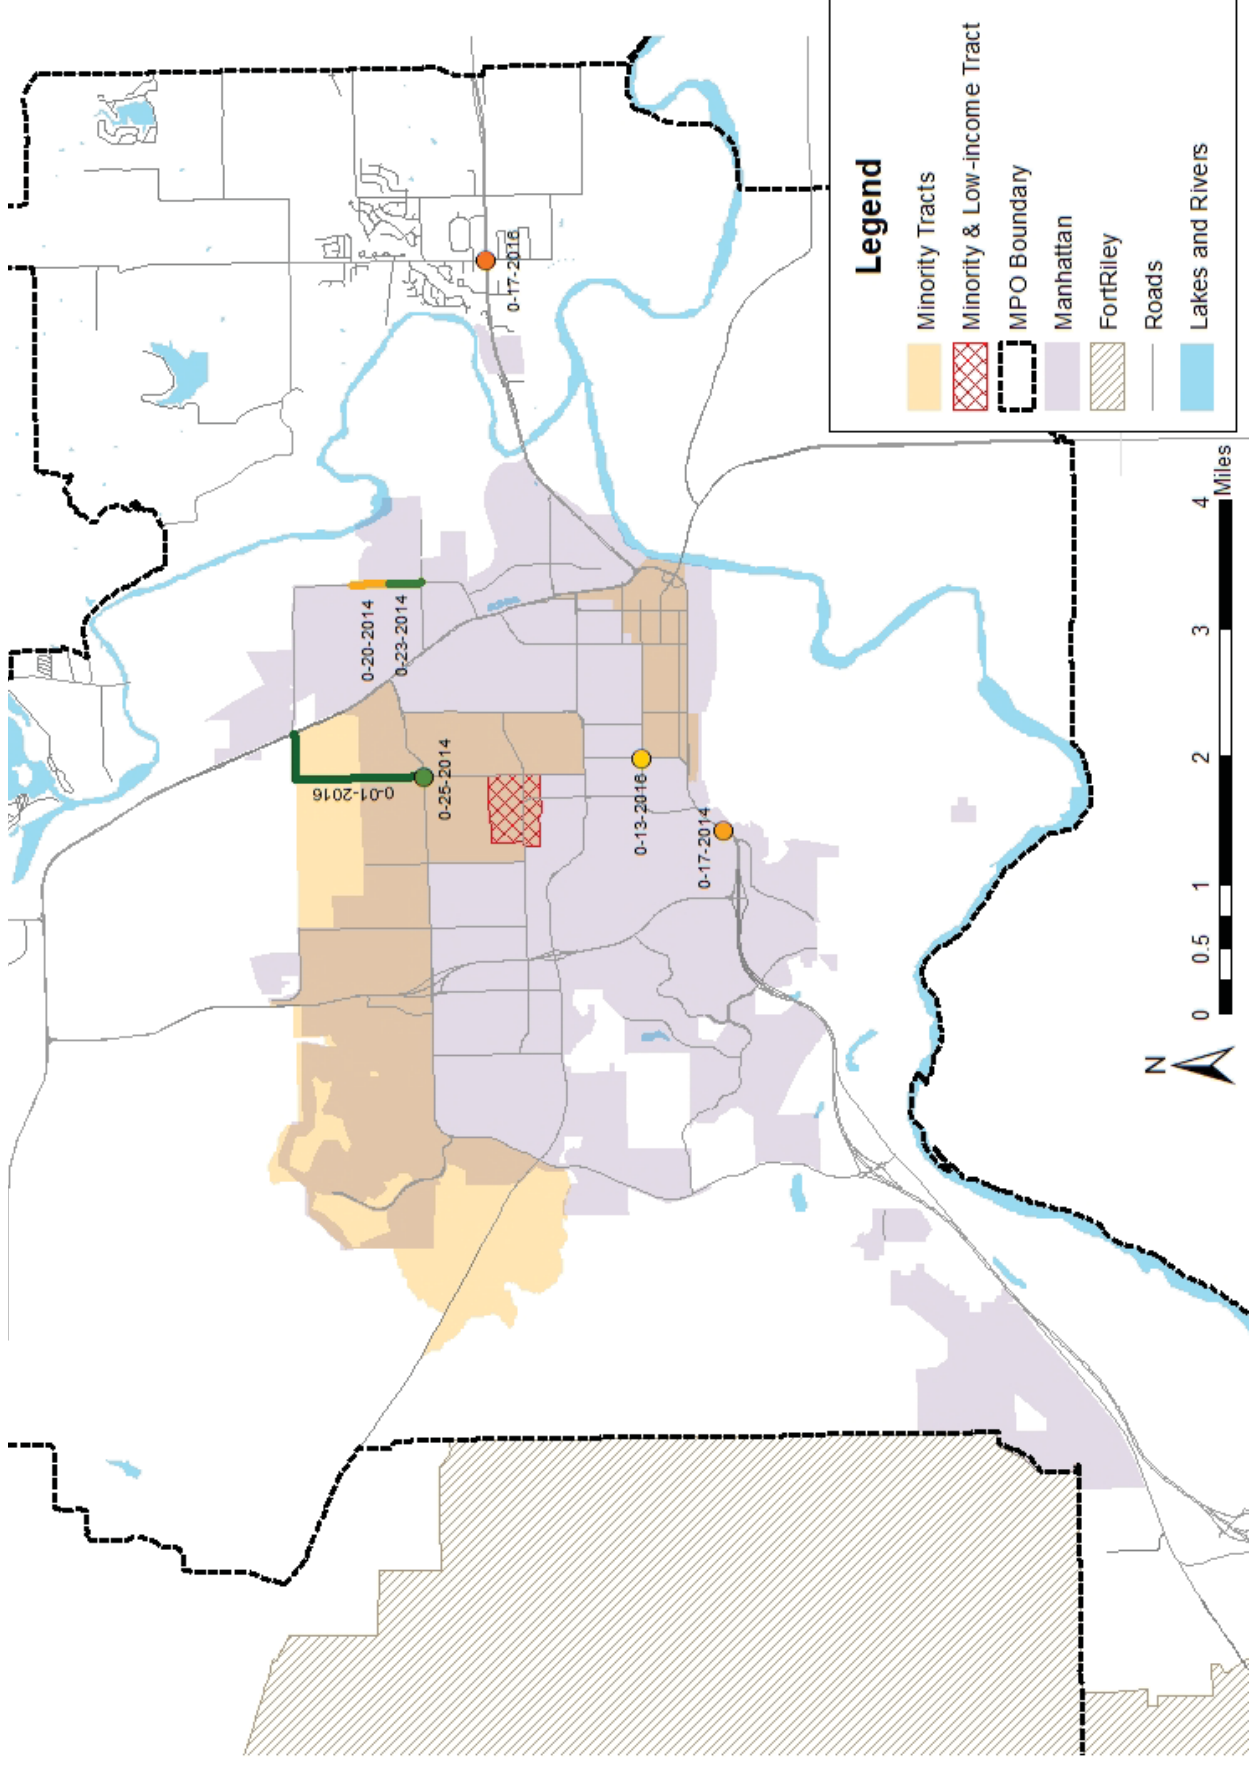 0-20-2014
0-23-2014
0-01-2016
0-25-2014
0-13-2016
0-17-2014
0-17-2016
Legend
Minority Tracts
Minority & Low-income Tract
MPO Boundary
Manhattan
FortRiley
Roads
Lakes and Rivers
N
0 0.5 1 2 3 4
Miles